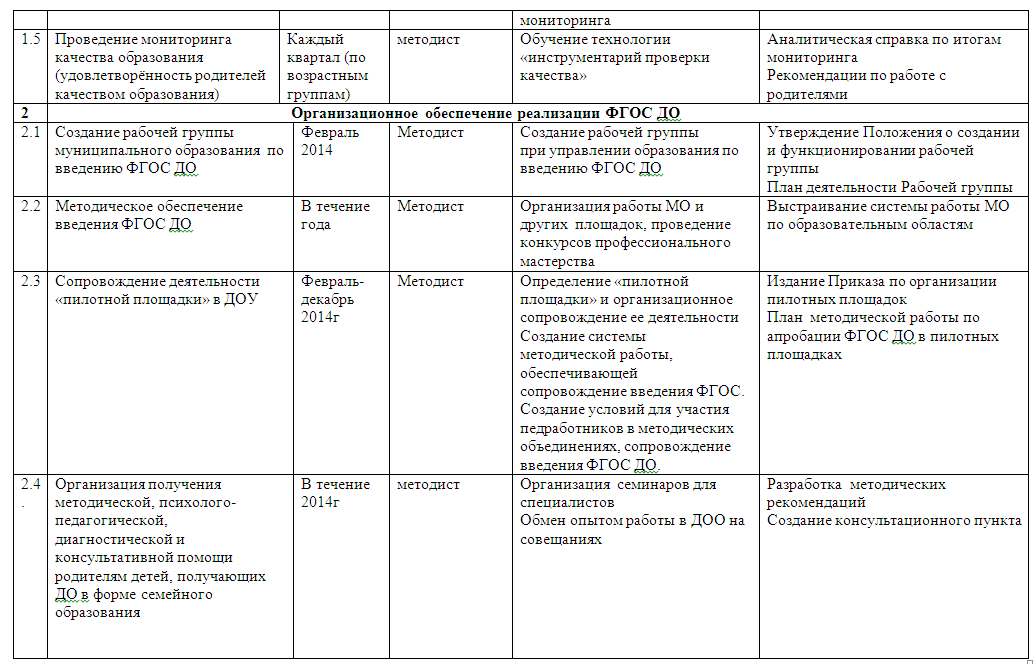 мониторинга
1.5
Проведение мониторинга
качества образования
(удовлетворённость родителей
качеством образования)
Каждый
квартал (по
возрастным
группам)
методист
Обучение технологии
«инструментарий проверки
качества»
Аналитическая справка по итогам
мониторинга
Рекомендации по работе с
родителями
2
Организационное обеспечение реализации ФГОС ДО
2.1
Создание рабочей группы
муниципального образования по
введению ФГОС ДО
Февраль
2014
Методист
Создание рабочей группы
при управлении образования по
введению ФГОС ДО
Утверждение Положения о создании
и функционировании рабочей
группы
План деятельности Рабочей группы
2.2
Методическое обеспечение
введения ФГОС ДО
В течение
года
Методист
Организация работы МО и
других площадок, проведение
конкурсов профессионального
мастерства
Выстраивание системы работы МО
по образовательным областям
2.3
Сопровождение деятельности
«пилотной площадки» в ДОУ
Февраль-
декабрь
2014г
Методист
Определение «пилотной
площадки» и организационное
сопровождение ее деятельности
Создание системы
методической работы,
обеспечивающей
сопровождение введения ФГОС.
Создание условий для участия
педработников в методических
объединениях, сопровождение
введения ФГОС ДО.
Издание Приказа по организации
пилотных площадок
План методической работы по
апробации ФГОС ДО в пилотных
площадках
2.4
.
Организация получения
методической, психолого-
педагогической,
диагностической и
консультативной помощи
родителям детей, получающих
ДО в форме семейного
образования
В течение
2014г
методист
Организация семинаров для
специалистов
Обмен опытом работы в ДОО на
совещаниях
Разработка методических
рекомендаций
Создание консультационного пункта